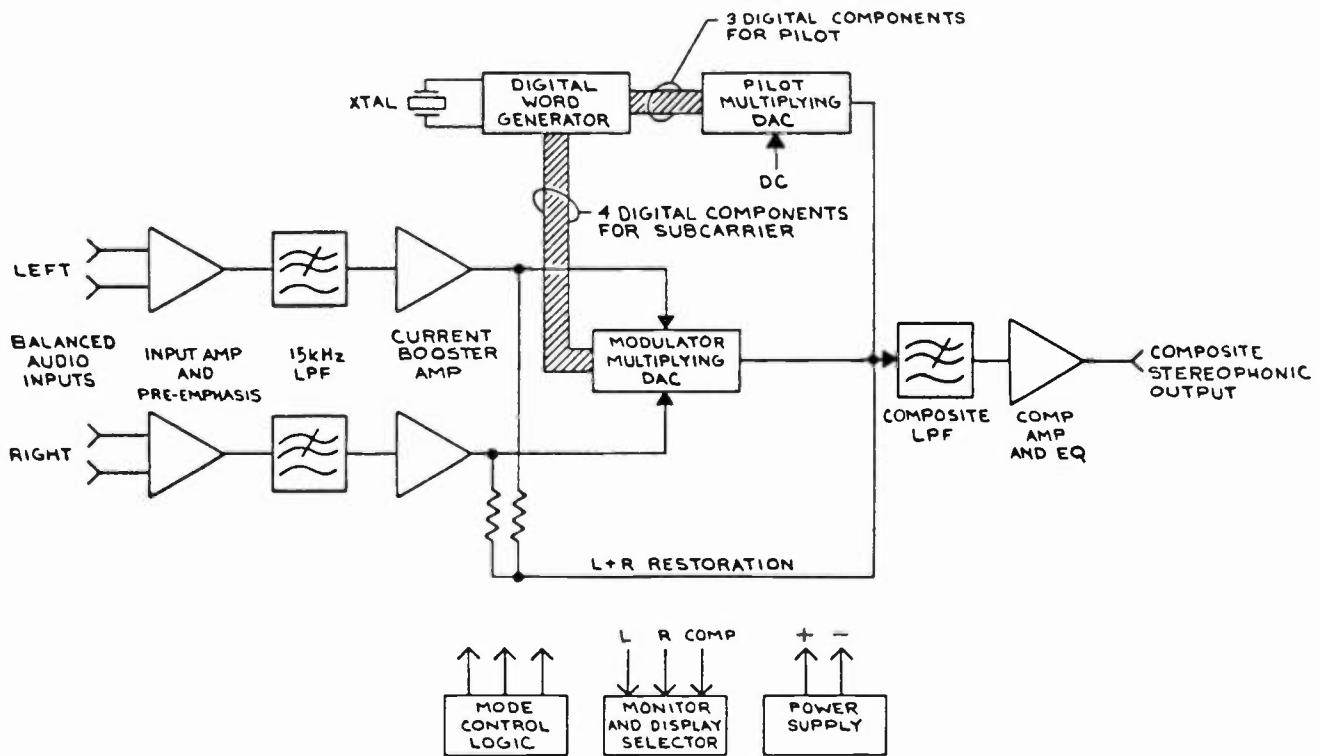 3 DIGITAL COMPONENTS
FOR PILOT
XTAL
DIGITAL
WORD
GENERATOR
PILOT
MULTIPLYING
DAC
DC
4 DIGITAL COMPONENTS
FOR SUBCARRIER
LEFT
BALANCED
AUDIO
INPUTS
RIGHT
INPUT AMP
AND
PRE-EMPHASIS
15kHz
LPF
CURRENT
BOOSTER
AMP
MODULATOR
MULTIPLYING
DAC
COMPOSITE
LPF
COMP
AMP
AND EQ
COMPOSITE
STEREOPHONIC
OUTPUT
L+R RESTORATION
L R COMP
+ −
MODE
CONTROL
LOGIC
MONITOR
AND DISPLAY
SELECTOR
POWER
SUPPLY